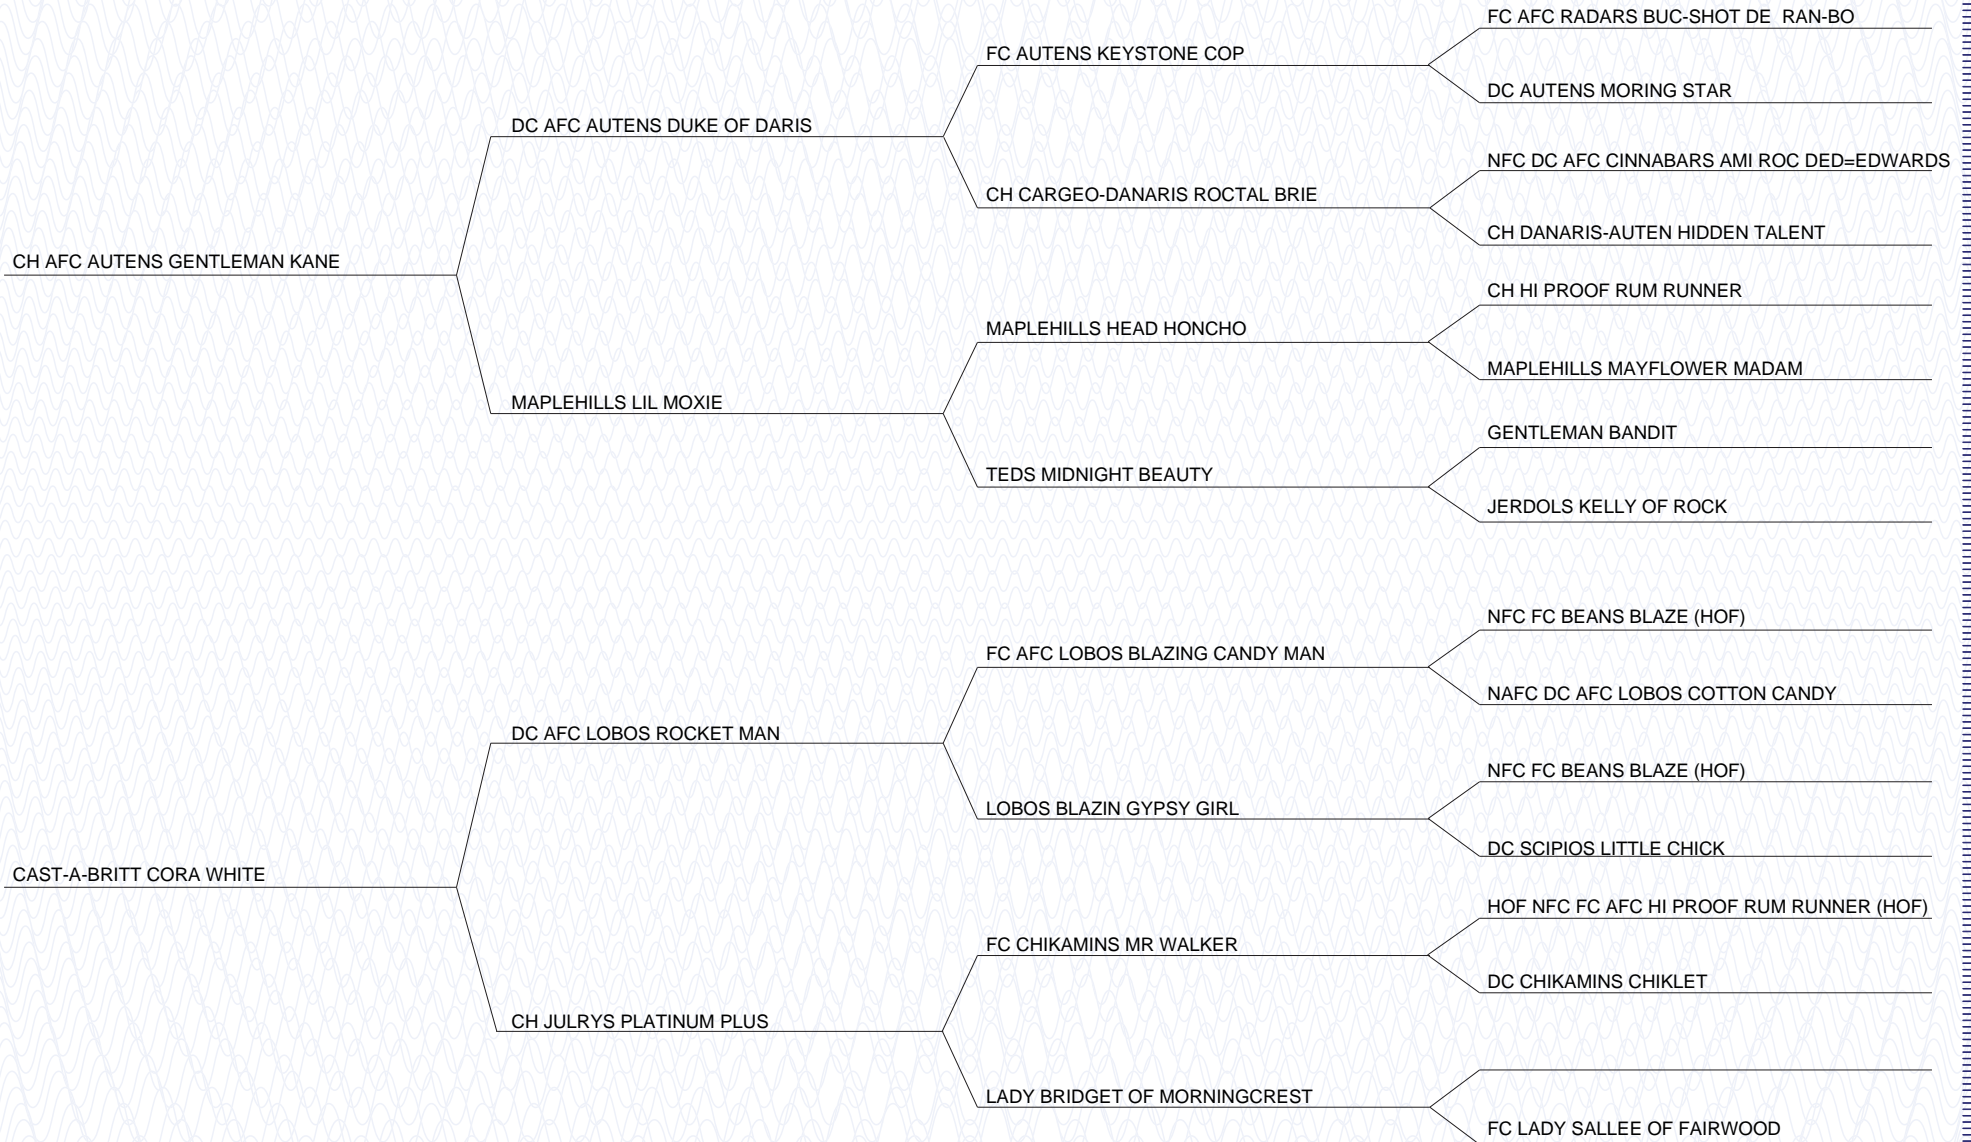 FC AFC RADARS BUC-SHOT DE  RAN-BO
FC AUTENS KEYSTONE COP
DC AUTENS MORING STAR
DC AFC AUTENS DUKE OF DARIS
NFC DC AFC CINNABARS AMI ROC DED=EDWARDS
CH CARGEO-DANARIS ROCTAL BRIE
CH DANARIS-AUTEN HIDDEN TALENT
CH AFC AUTENS GENTLEMAN KANE
CH HI PROOF RUM RUNNER
MAPLEHILLS HEAD HONCHO
MAPLEHILLS MAYFLOWER MADAM
MAPLEHILLS LIL MOXIE
GENTLEMAN BANDIT
TEDS MIDNIGHT BEAUTY
JERDOLS KELLY OF ROCK
NFC FC BEANS BLAZE (HOF)
FC AFC LOBOS BLAZING CANDY MAN
NAFC DC AFC LOBOS COTTON CANDY
DC AFC LOBOS ROCKET MAN
NFC FC BEANS BLAZE (HOF)
LOBOS BLAZIN GYPSY GIRL
DC SCIPIOS LITTLE CHICK
CAST-A-BRITT CORA WHITE
HOF NFC FC AFC HI PROOF RUM RUNNER (HOF)
FC CHIKAMINS MR WALKER
DC CHIKAMINS CHIKLET
CH JULRYS PLATINUM PLUS
LADY BRIDGET OF MORNINGCREST
FC LADY SALLEE OF FAIRWOOD